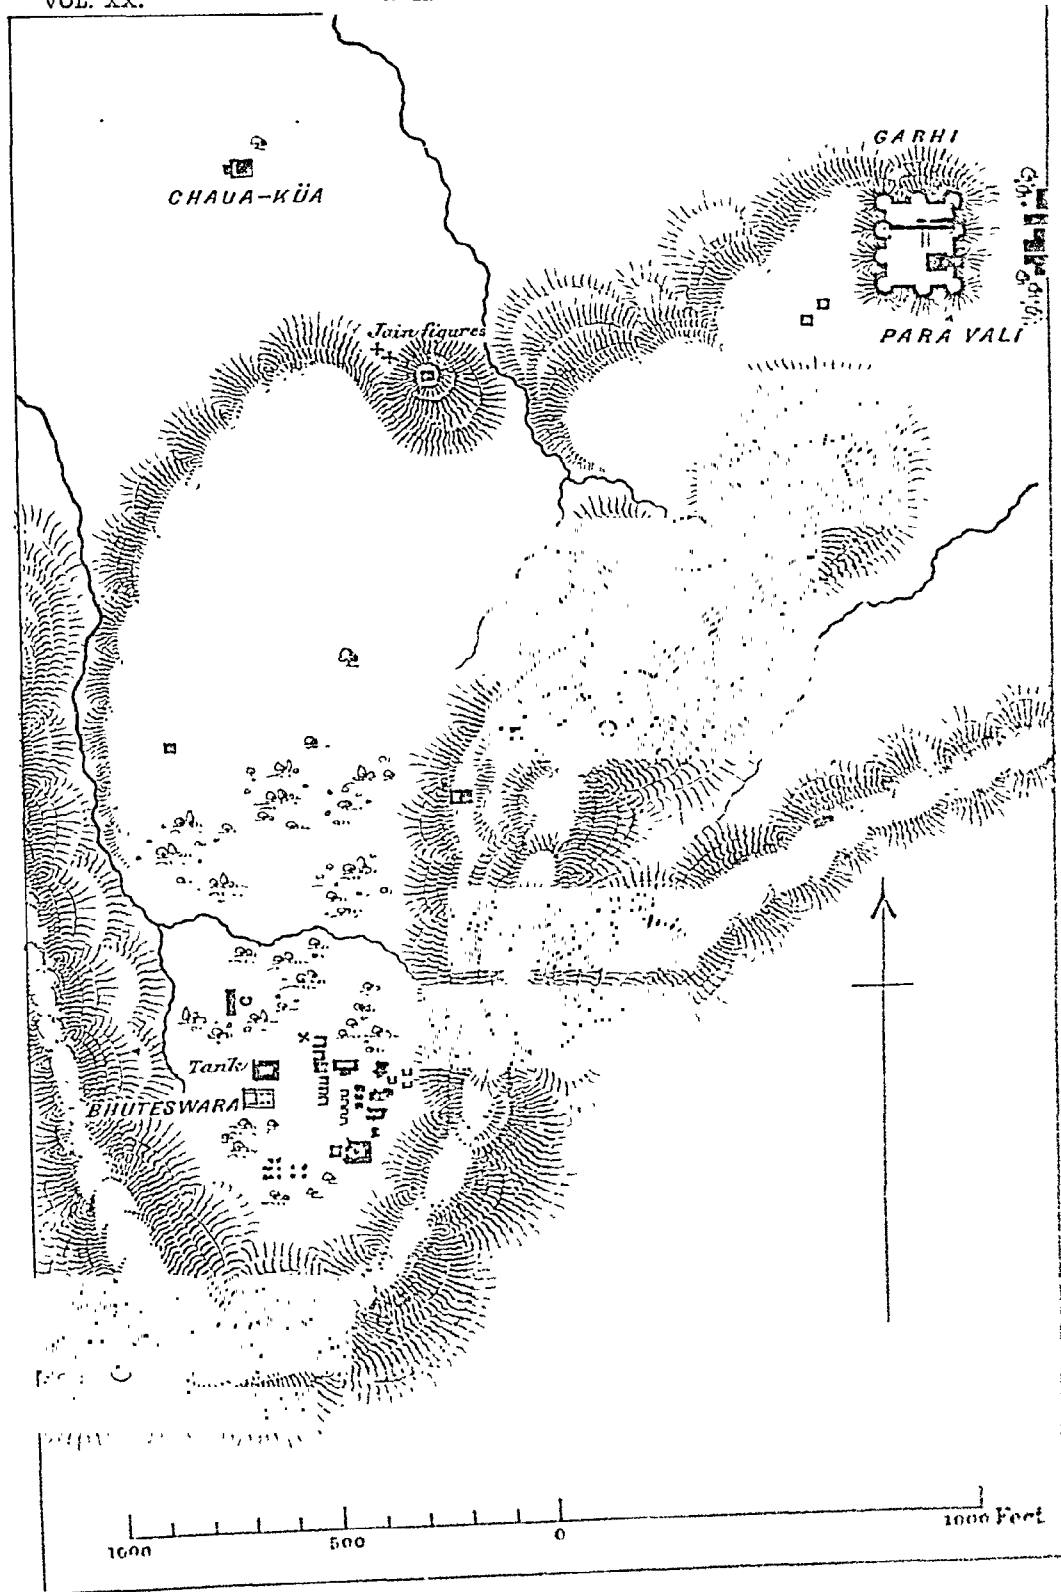 VOL. XX.
GARHI
CHAUA-KÜA
Jain figures
PARA VALI
A
C
Tank
X
BHUTESWARA
1000 500 0 1000 Feet